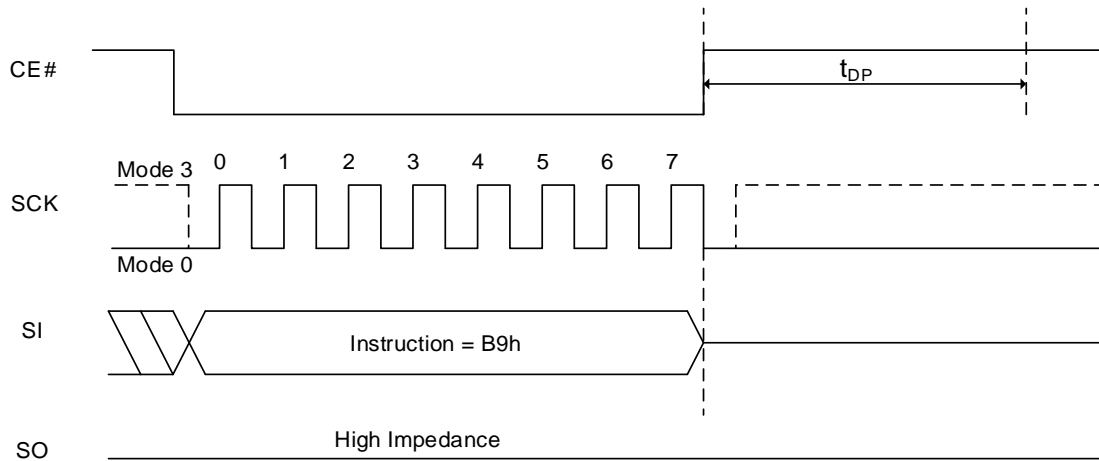 CE#
tDP
Mode 3
0 1 2 3 4 5 6 7
SCK
Mode 0
SI
Instruction = B9h
High Impedance
SO